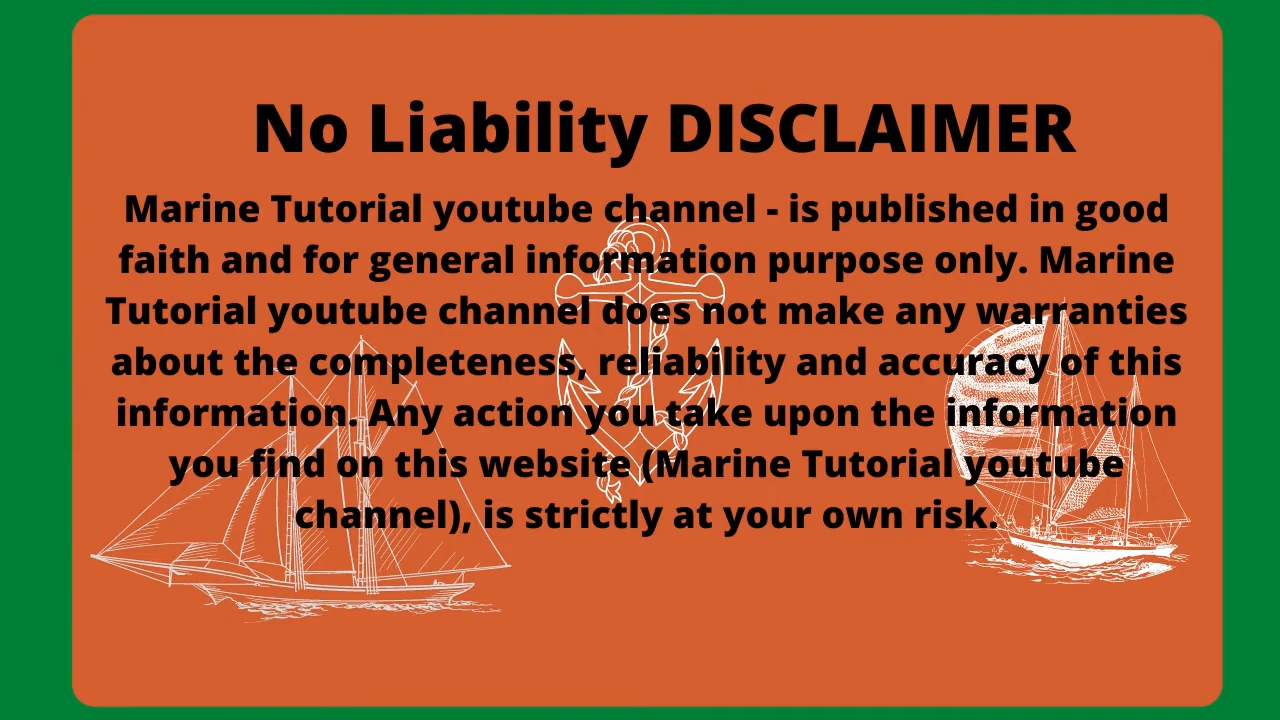 No Liability DISCLAIMER
Marine Tutorial youtube channel - is published in good
faith and for general information purpose only. Marine
Tutorial youtube channel does not make any warranties
about the completeness, reliability and accuracy of this
information. Any action you take upon the information
you find on this website (Marine Tutorial youtube
channel), is strictly at your own risk.